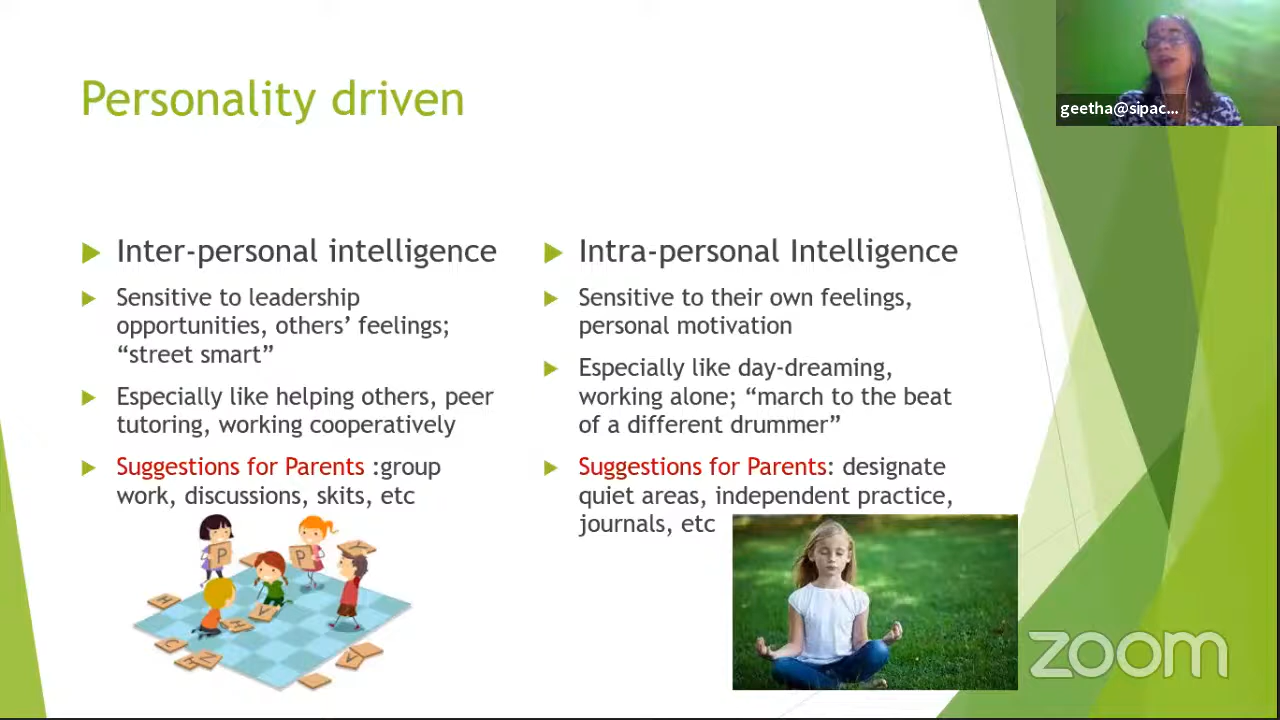 Personality driven
geetha@sipac...
Inter-personal intelligence
Sensitive to leadership
opportunities, others’ feelings;
“street smart”
Especially like helping others, peer
tutoring, working cooperatively
Suggestions for Parents :group
work, discussions, skits, etc
Intra-personal Intelligence
Sensitive to their own feelings,
personal motivation
Especially like day-dreaming,
working alone; “march to the beat
of a different drummer”
Suggestions for Parents: designate
quiet areas, independent practice,
journals, etc
P
P
Y
H
H
V
C
Z
V
zoom